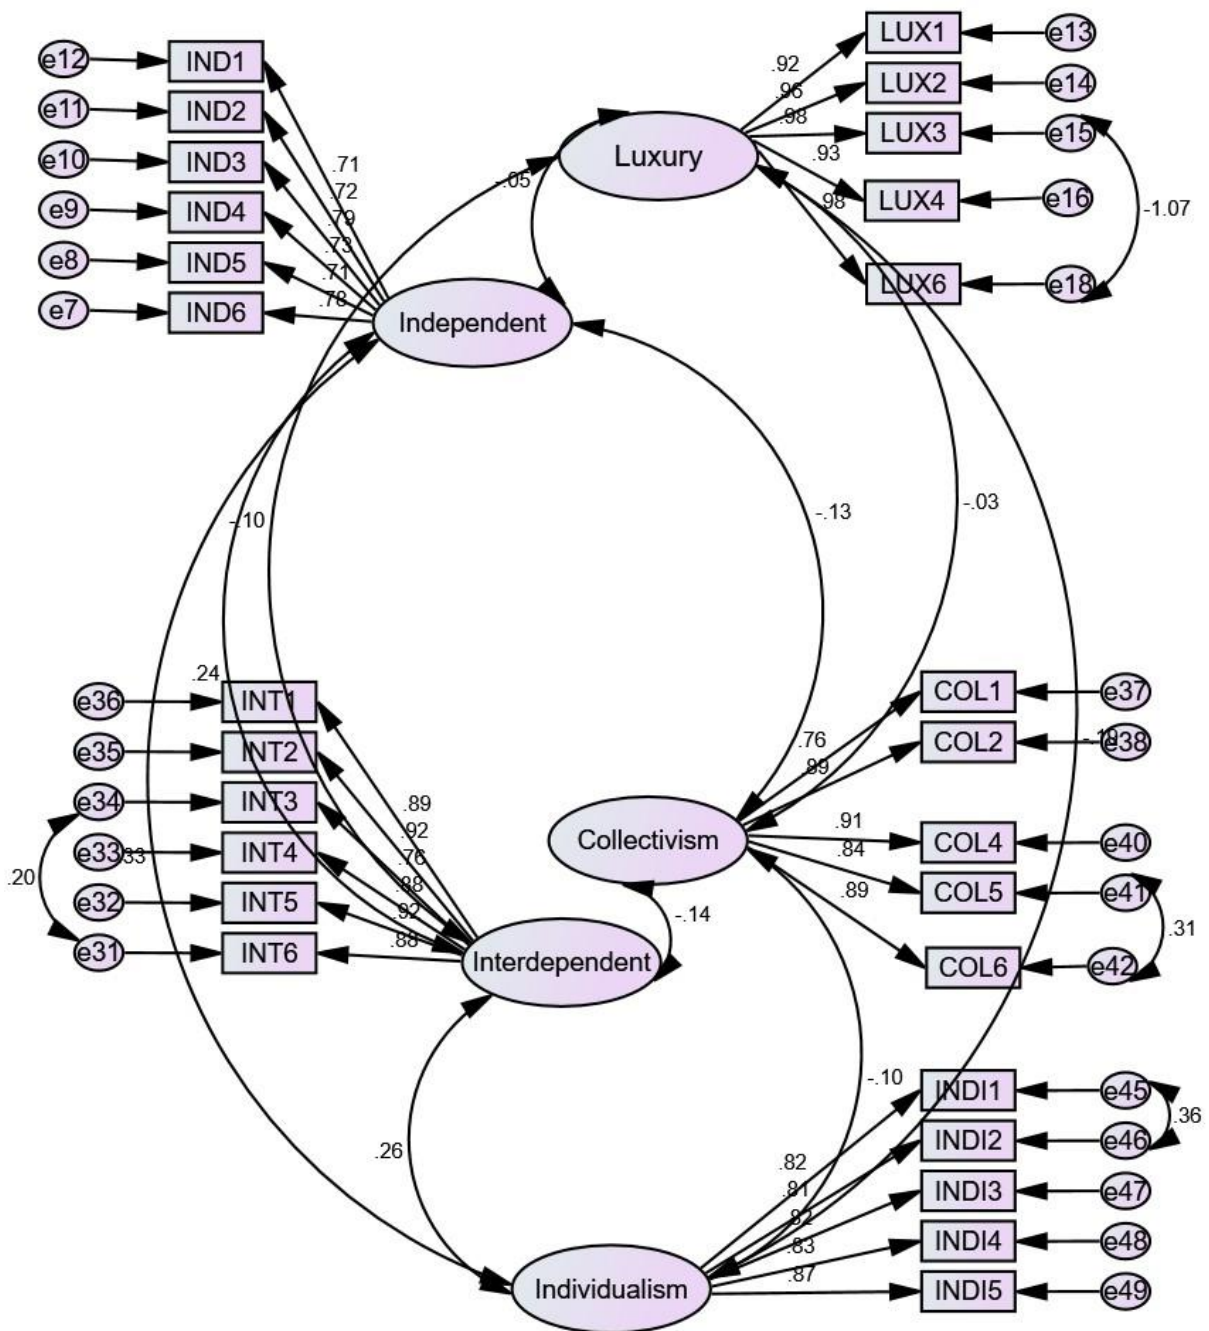 e12 IND1
e11 IND2
e10 IND3
e9 IND4
e8 IND5
e7 IND6
.71
.72
.79
.73
.71
.78
Independent
-.05
Luxury
.92
.96
.98
.93
.98
LUX1 e13
LUX2 e14
LUX3 e15
LUX4 e16
LUX6 e18
-1.07
-.10
-.13
-.03
.24
e36 INT1
e35 INT2
e34 INT3
e33 INT4
e32 INT5
e31 INT6
.33
.20
.89
.92
.76
.88
.92
.88
Interdependent
Collectivism
-.14
.76
.89
.91
.84
.89
COL1 e37
COL2 e38
COL4 e40
COL5 e41
COL6 e42
.31
.26
-.10
Individualism
.82
.81
.82
.83
.87
INDI1 e45
INDI2 e46
INDI3 e47
INDI4 e48
INDI5 e49
.36